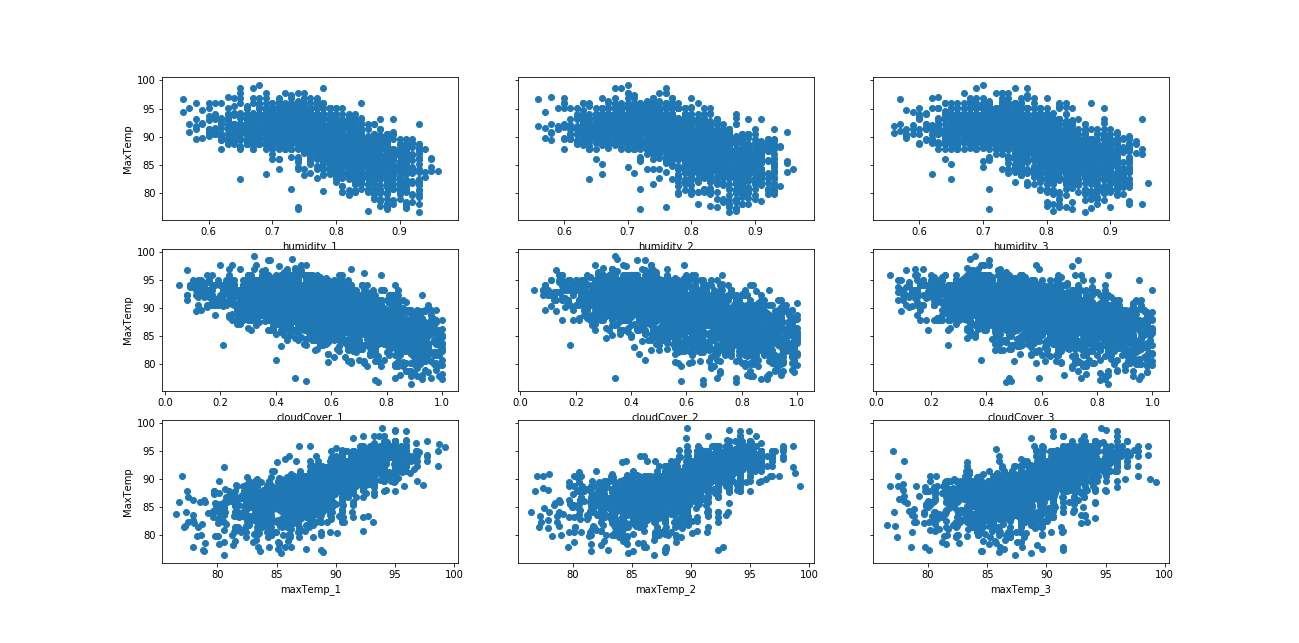 100
95
90
85
80
MaxTemp
0.6 0.7 0.8 0.9
0.6 0.7 0.8 0.9
0.6 0.7 0.8 0.9
humidity_1
humidity_2
humidity_3
100
95
90
85
80
MaxTemp
0.0 0.2 0.4 0.6 0.8 1.0
0.0 0.2 0.4 0.6 0.8 1.0
0.0 0.2 0.4 0.6 0.8 1.0
cloudCover_1
cloudCover_2
cloudCover_3
100
95
90
85
80
MaxTemp
80 85 90 95 100
80 85 90 95 100
80 85 90 95 100
maxTemp_1
maxTemp_2
maxTemp_3